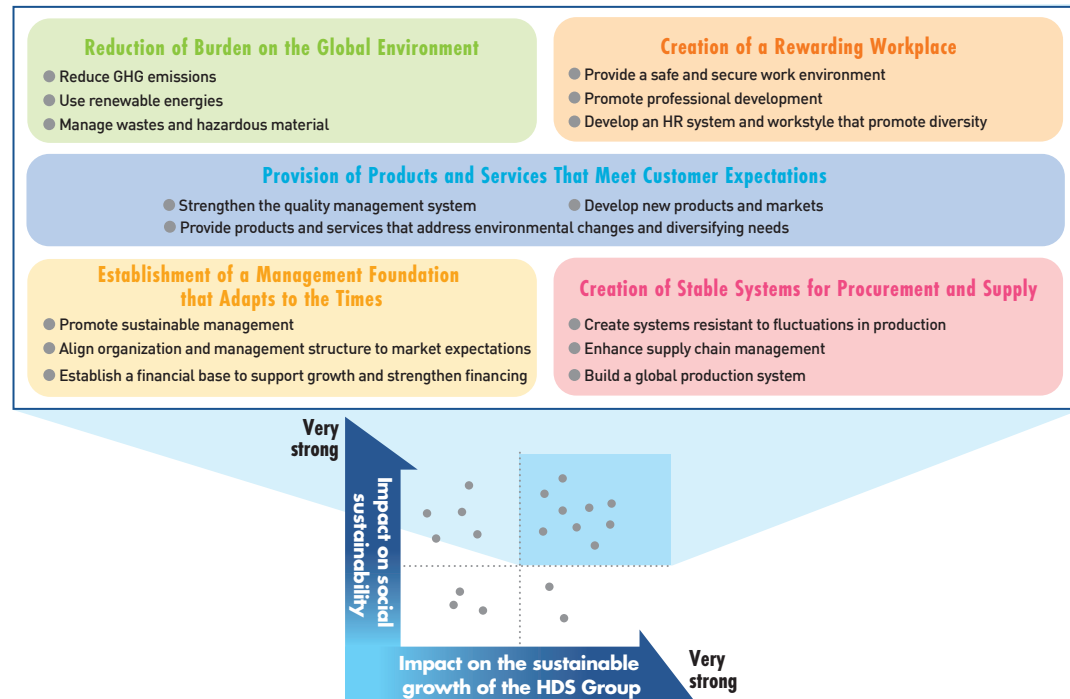 Reduction of Burden on the Global Environment
Reduce GHG emissions
Use renewable energies
Manage wastes and hazardous material
Creation of a Rewarding Workplace
Provide a safe and secure work environment
Promote professional development
Develop an HR system and workstyle that promote diversity
Provision of Products and Services That Meet Customer Expectations
Strengthen the quality management system
Develop new products and markets
Provide products and services that address environmental changes and diversifying needs
Establishment of a Management Foundation
that Adapts to the Times
Promote sustainable management
Align organization and management structure to market expectations
Establish a financial base to support growth and strengthen financing
Creation of Stable Systems for Procurement and Supply
Create systems resistant to fluctuations in production
Enhance supply chain management
Build a global production system
Very
strong
Impact on social
sustainability
Impact on the sustainable
growth of the HDS Group
Very
strong